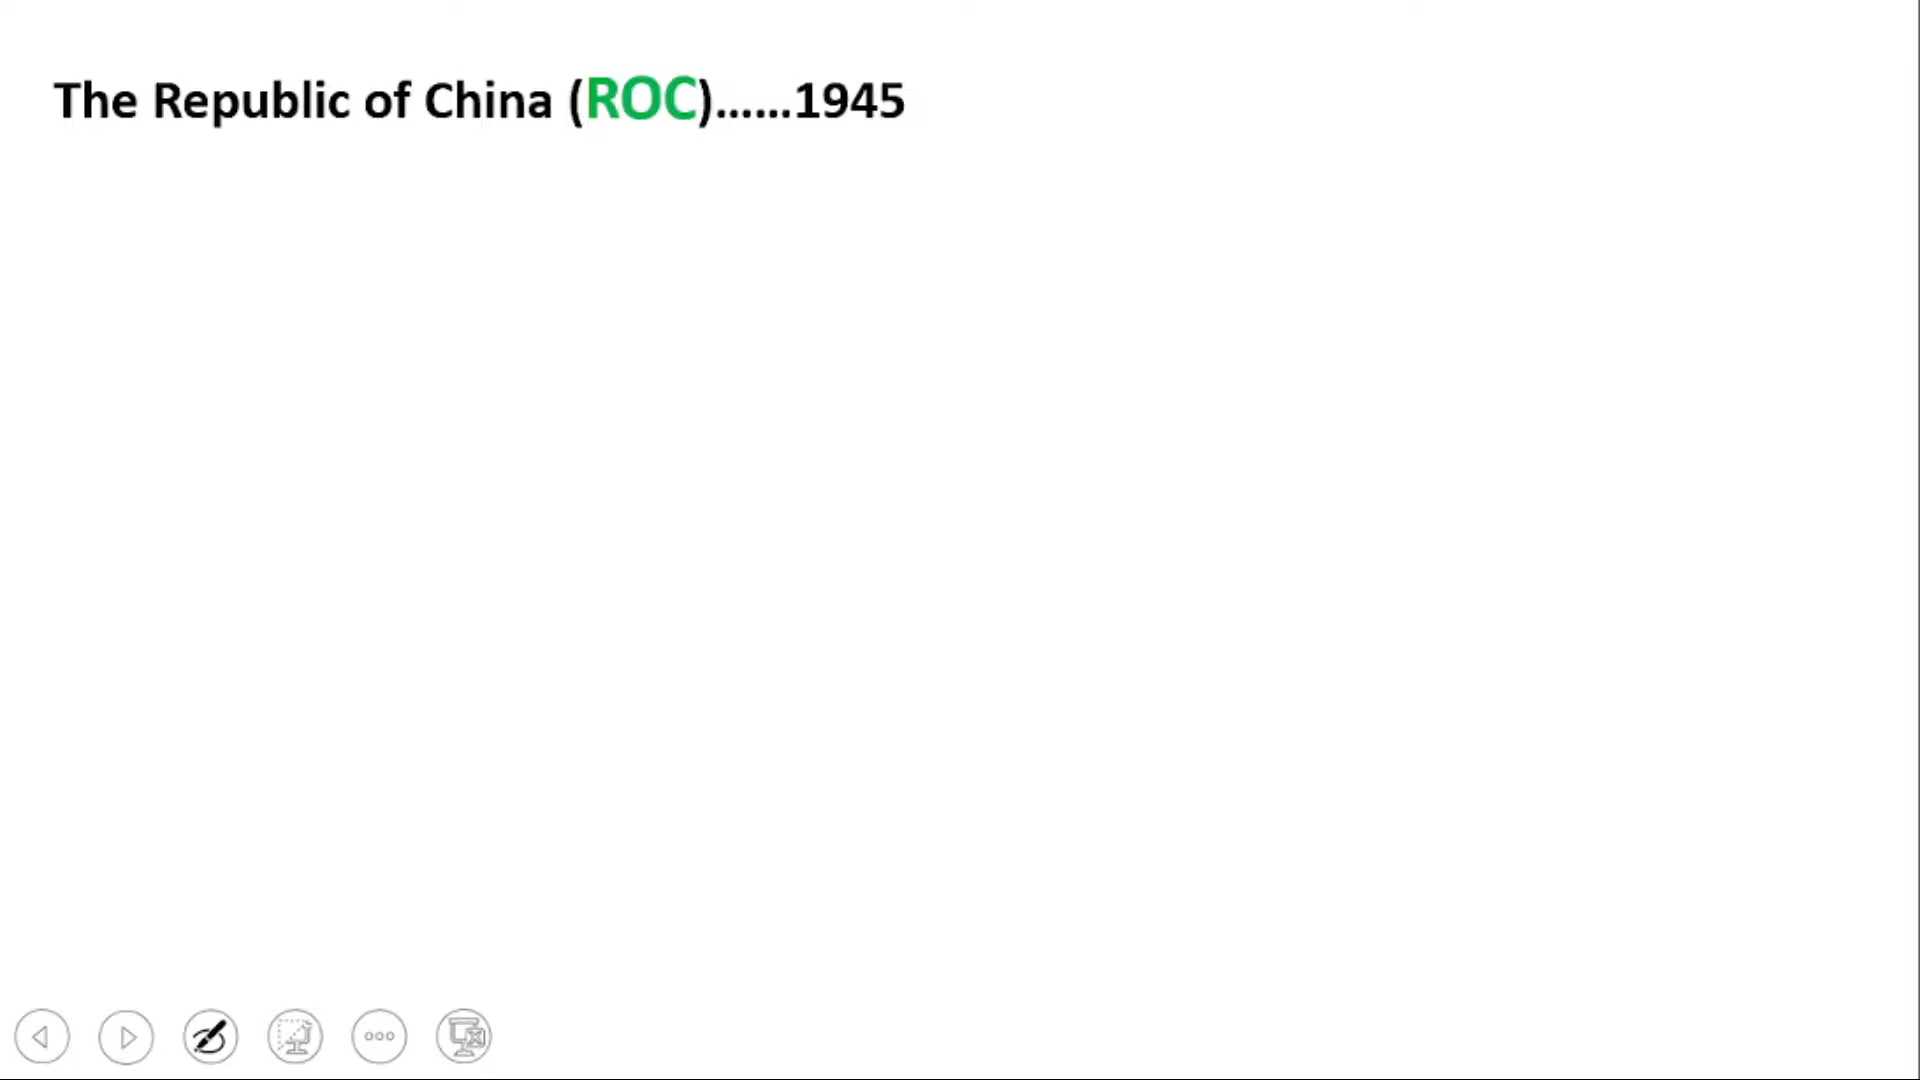 The Republic of China (ROC)......1945